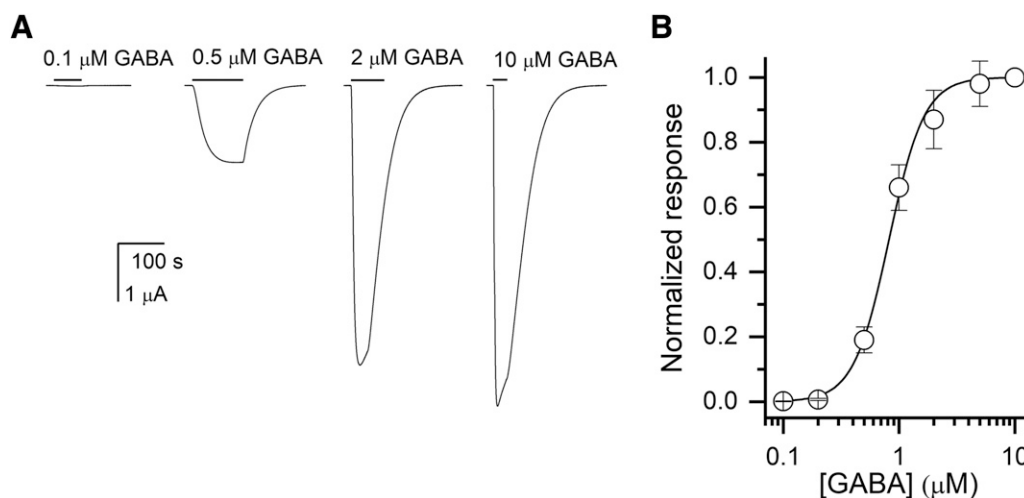 A
0.1 μM GABA
0.5 μM GABA
2 μM GABA
10 μM GABA
100 s
1 μA
B
Normalized response
1.0
0.8
0.6
0.4
0.2
0.0
0.1
1
10
[GABA] (μM)